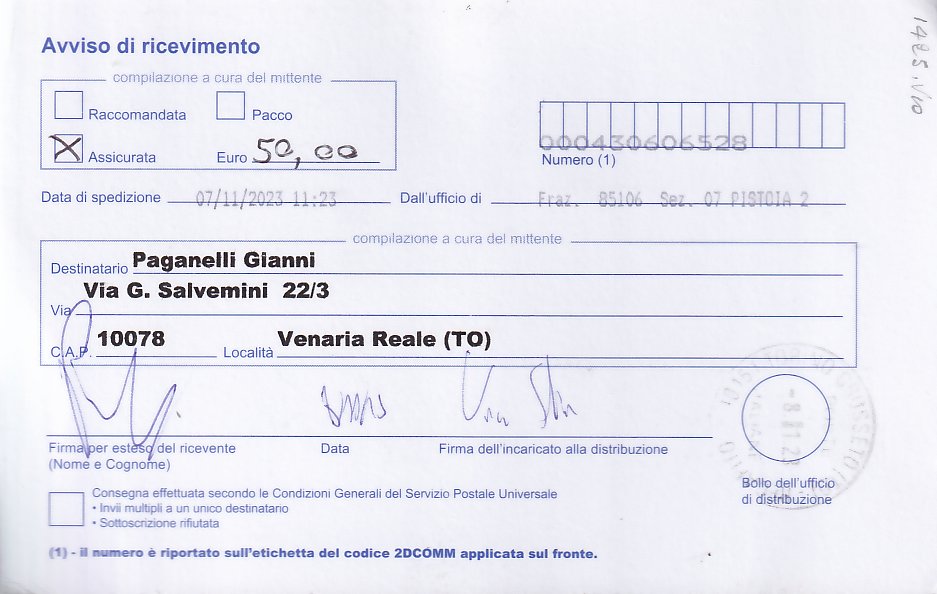 Avviso di ricevimento
compilazione a cura del mittente
Raccomandata Pacco
Assicurata Euro 50,00
000430606528
Numero (1)
Data di spedizione 07/11/2023 11:23 Dall'ufficio di Fraz. 85106 Sez. 07 PISTOIA 2
compilazione a cura del mittente
Destinatario Paganelli Gianni
Via Via G. Salvemini 22/3
C.A.P. 10078 Località Venaria Reale (TO)
Firma per esteso del ricevente Data Firma dell'incaricato alla distribuzione
(Nome e Cognome)
Bollo dell'ufficio
di distribuzione
Consegna effettuata secondo le Condizioni Generali del Servizio Postale Universale
• Invii multipli a un unico destinatario
• Sottoscrizione rifiutata
(1) - il numero è riportato sull'etichetta del codice 2DCOMM applicata sul fronte.